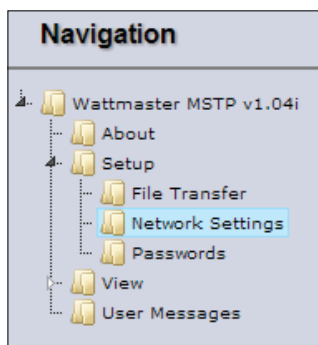 Navigation
Wattmaster MSTP v1.04i
About
Setup
File Transfer
Network Settings
Passwords
View
User Messages